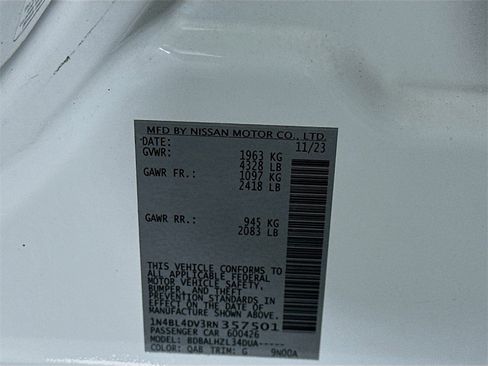 MFD BY NISSAN MOTOR CO., LTD.
DATE: 11/23
GVWR: 1963 KG
4328 LB
GAWR FR.: 1097 KG
2418 LB
GAWR RR.: 945 KG
2083 LB
THIS VEHICLE CONFORMS TO
ALL APPLICABLE FEDERAL
MOTOR VEHICLE SAFETY,
BUMPER, AND THEFT
PREVENTION STANDARDS IN
EFFECT ON THE DATE OF
MANUFACTURE SHOWN ABOVE.
1N4BL4DV3RN357501
PASSENGER CAR 600426
MODEL: BDBALHZL34DUA-----
COLOR: QAB TRIM: G 9N00A